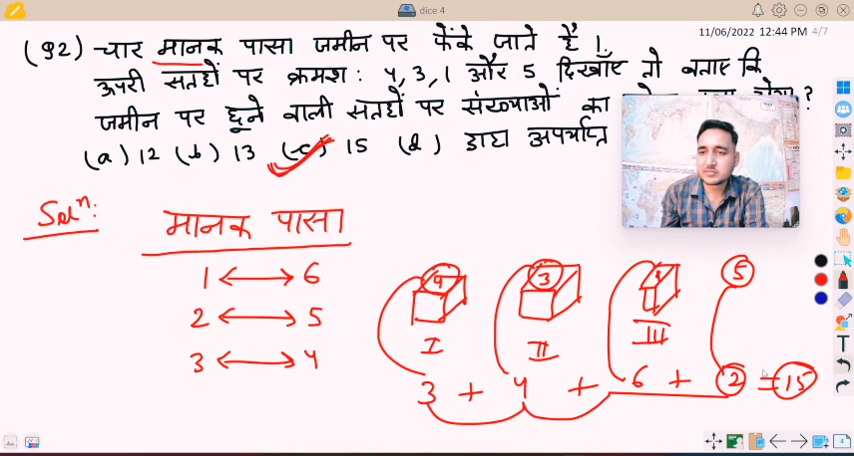 dice 4
11/06/2022 12:44 PM 4/7
(92) चार मानक पासा जमीन पर फेंके जाते हैं ।
ऊपरी सतहों पर क्रमश: 4, 3, 1 और 5 दिखाएँ तो बताए कि
जमीन पर छूने वाली सतहों पर संख्याओं का ?
(a) 12 (b) 13 (c) 15 (d) डाटा अपर्याप्त
Solⁿ: मानक पासा
1 ↔ 6
2 ↔ 5
3 ↔ 4
4 3 1 5
I II III
3 + 4 + 6 + 2 = 15
T
4